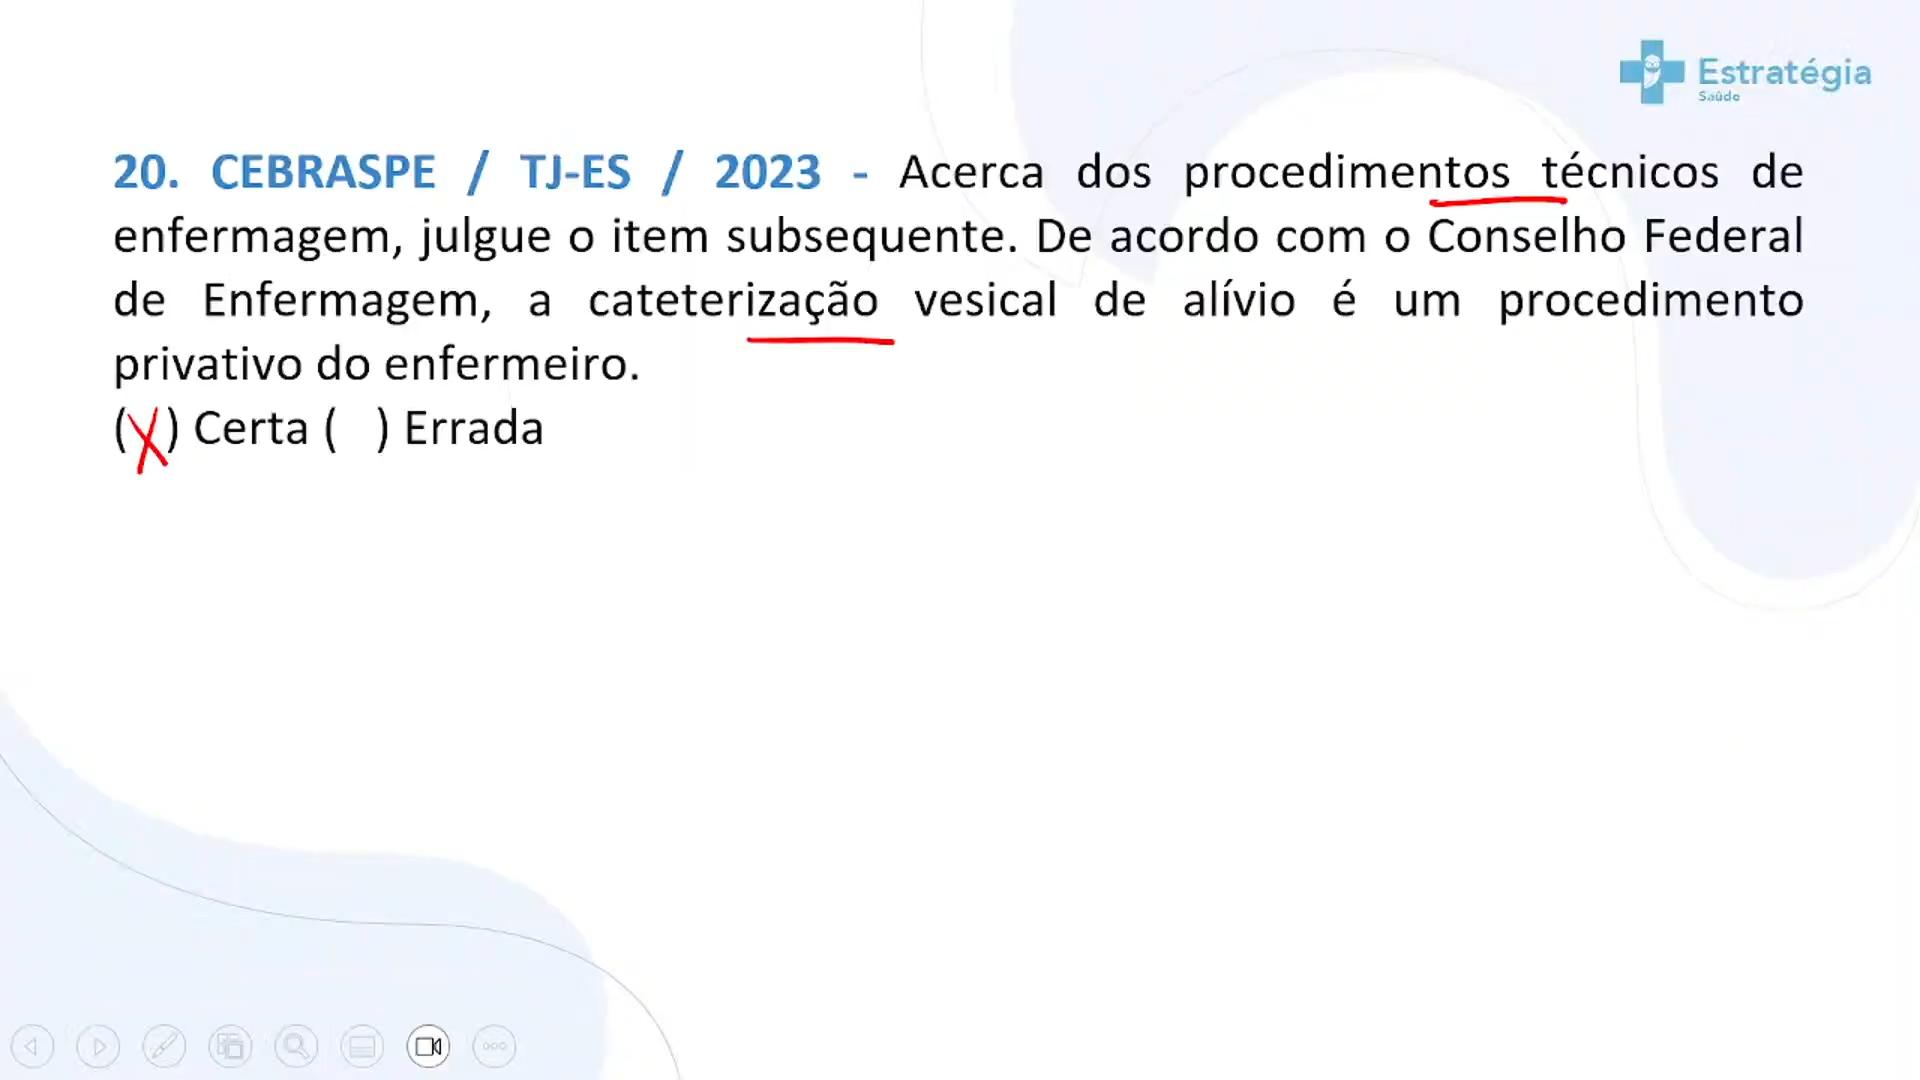 Estratégia
Saúde
20. CEBRASPE / TJ-ES / 2023 - Acerca dos procedimentos técnicos de
enfermagem, julgue o item subsequente. De acordo com o Conselho Federal
de Enfermagem, a cateterização vesical de alívio é um procedimento
privativo do enfermeiro.
(X) Certa ( ) Errada